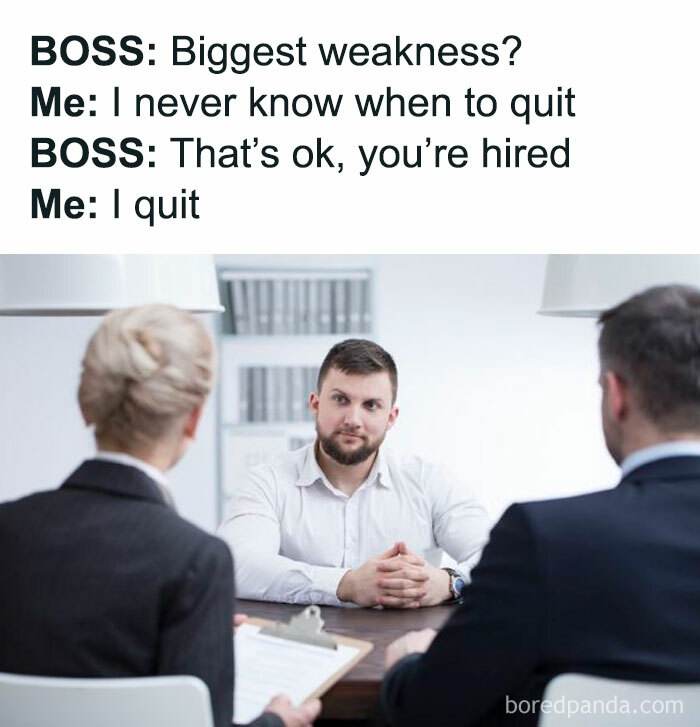 BOSS: Biggest weakness?
Me: I never know when to quit
BOSS: That’s ok, you’re hired
Me: I quit
boredpanda.com